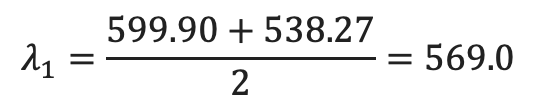 λ₁ = (599.90 + 538.27) / 2 = 569.0